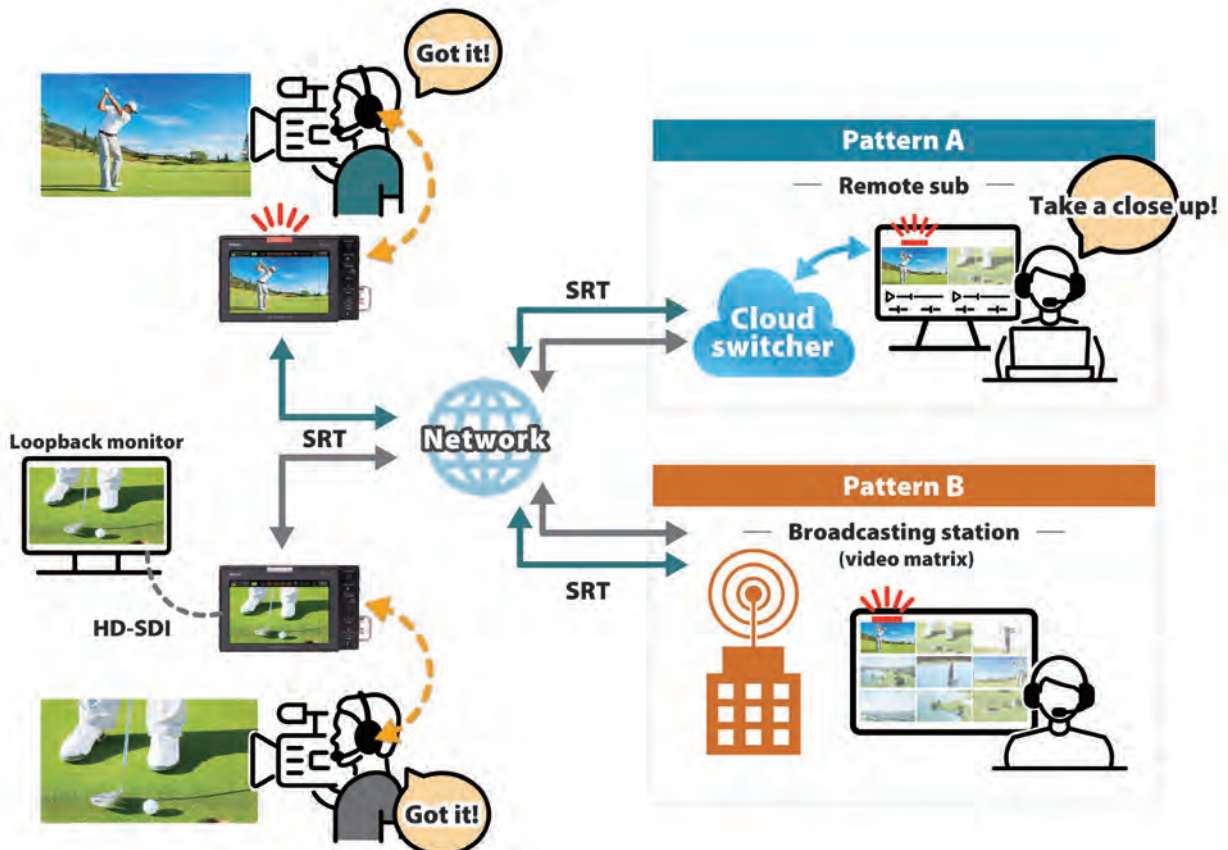 Got it!
Pattern A
Remote sub
Take a close up!
SRT
Cloud
switcher
Loopback monitor
SRT
Network
Pattern B
Broadcasting station
(video matrix)
SRT
HD-SDI
Got it!